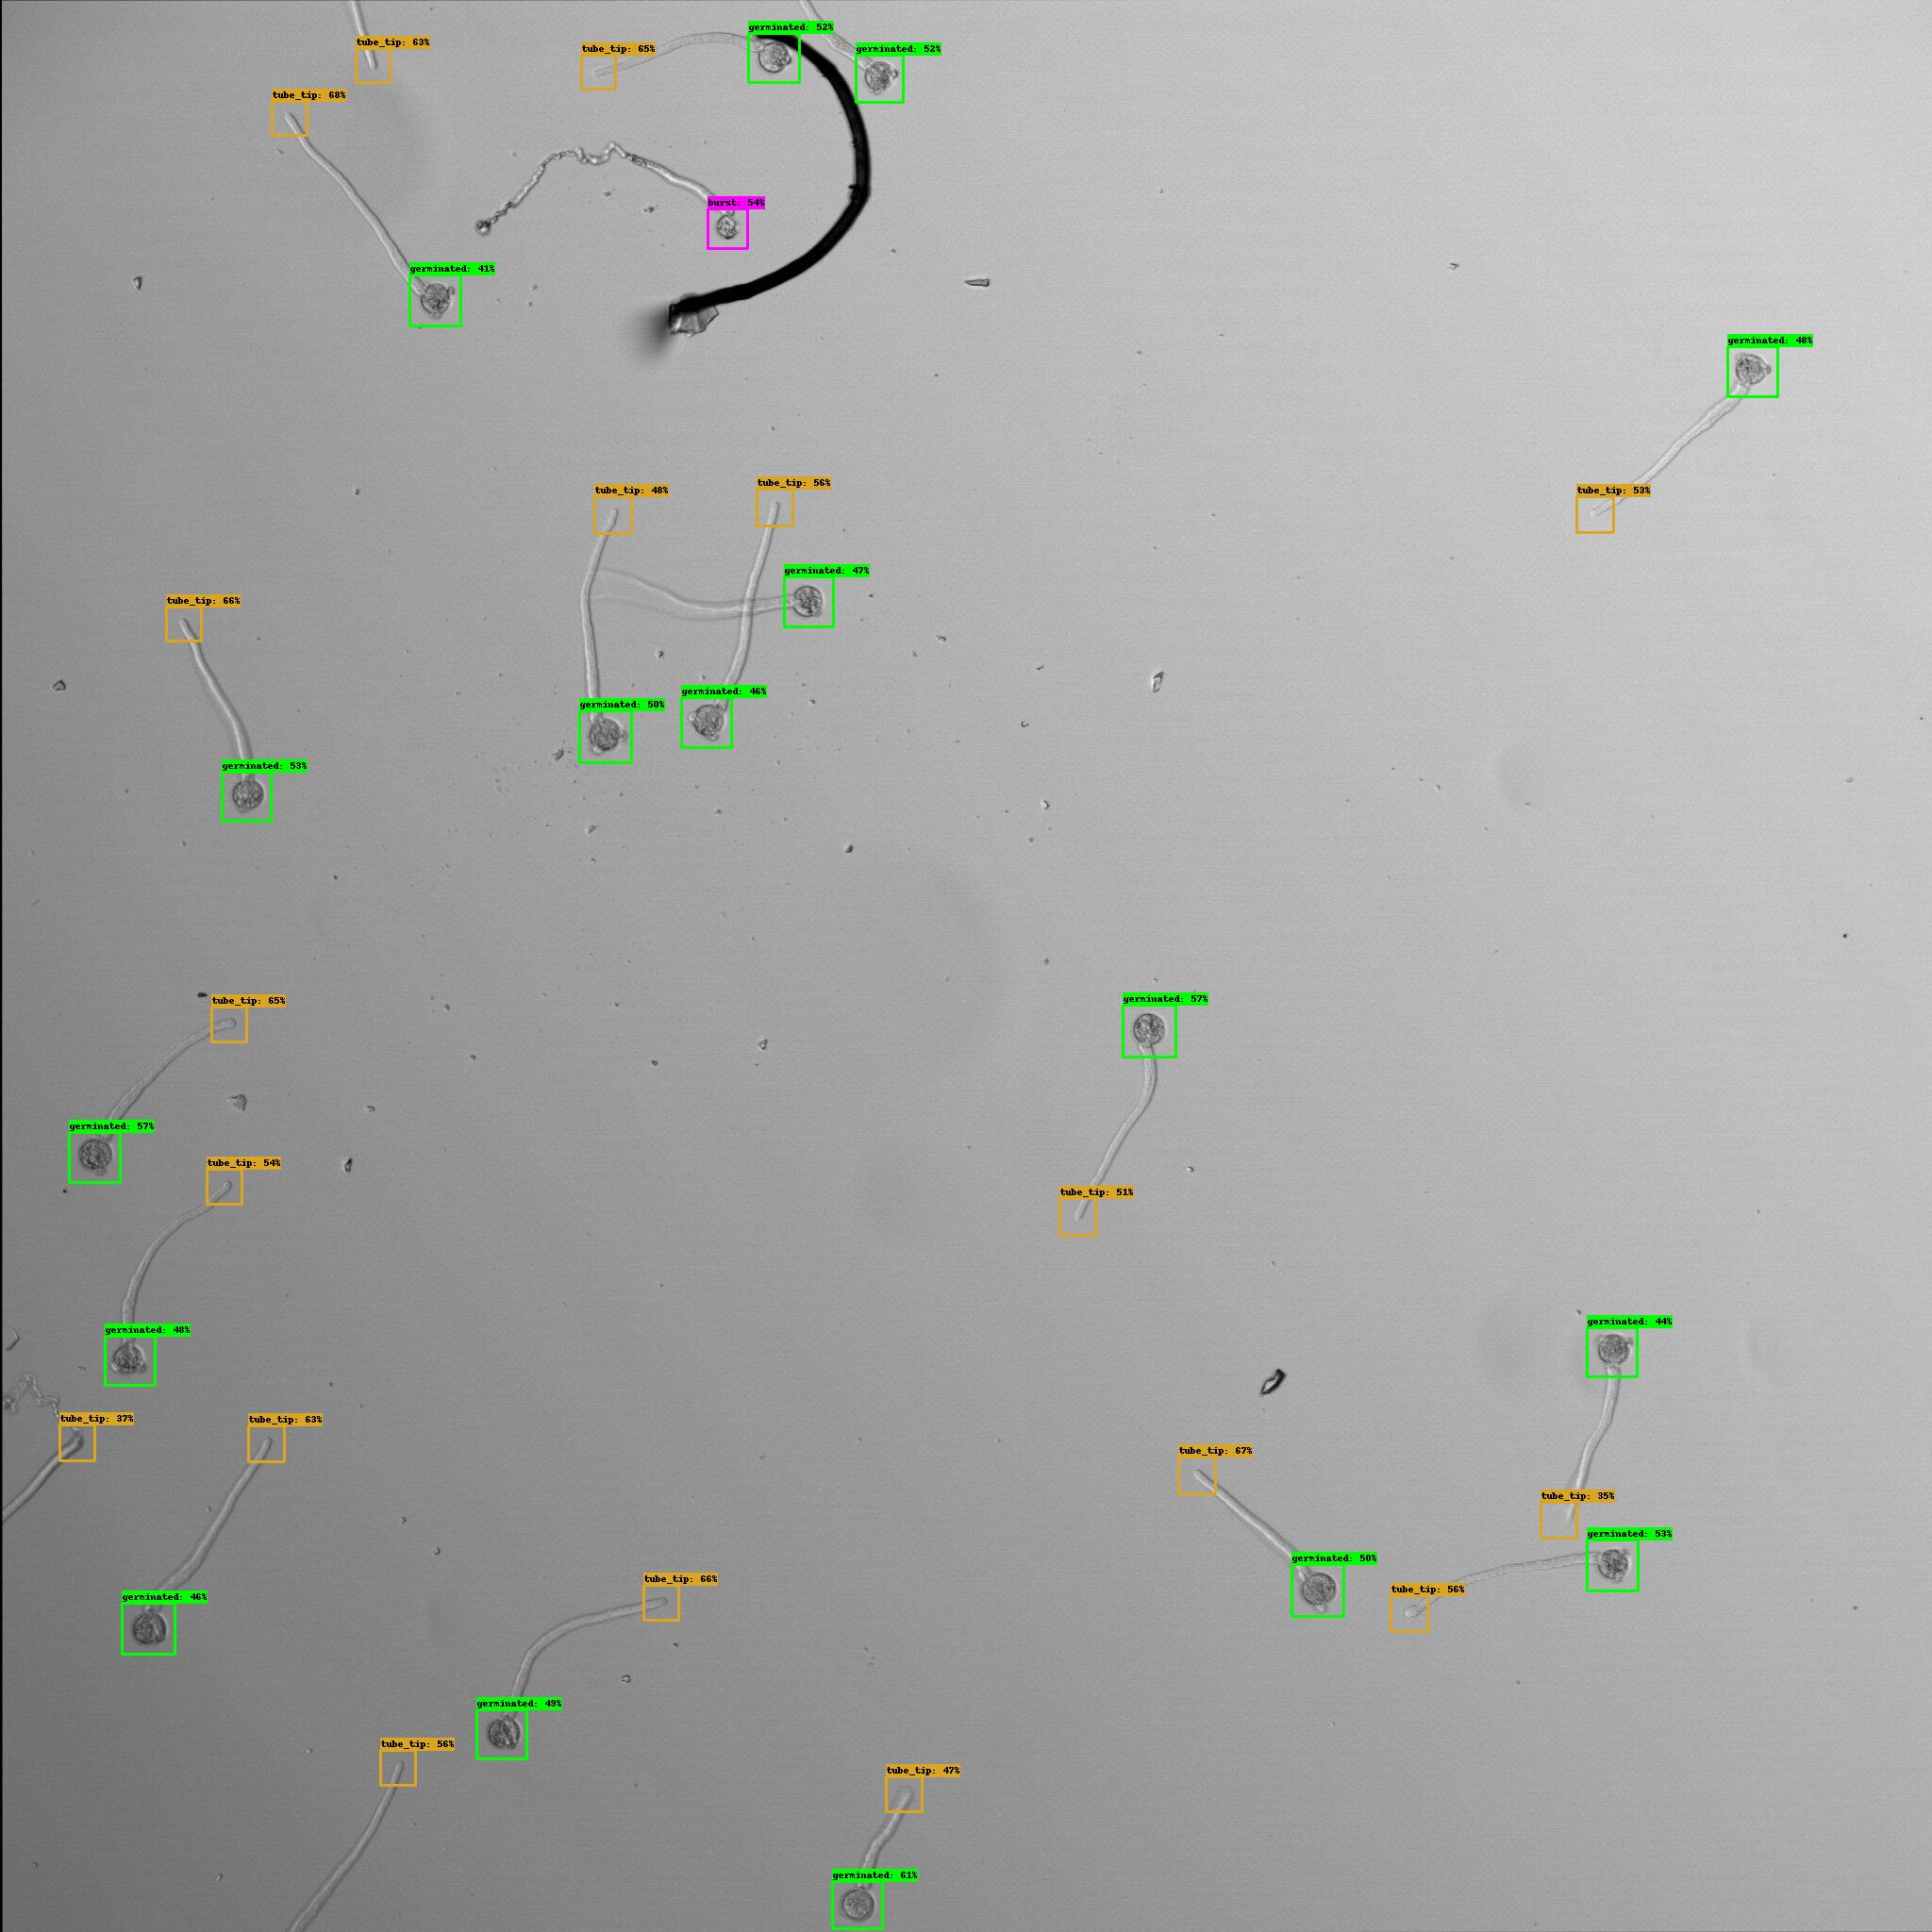 germinated: 52%
tube_tip: 63%
tube_tip: 65%
germinated: 52%
tube_tip: 68%
burst: 54%
germinated: 41%
germinated: 48%
tube_tip: 48%
tube_tip: 56%
tube_tip: 53%
germinated: 47%
tube_tip: 66%
germinated: 46%
germinated: 50%
germinated: 53%
tube_tip: 65%
germinated: 57%
germinated: 57%
tube_tip: 54%
tube_tip: 51%
germinated: 48%
germinated: 44%
tube_tip: 37%
tube_tip: 63%
tube_tip: 67%
tube_tip: 35%
germinated: 53%
germinated: 50%
tube_tip: 66%
tube_tip: 56%
germinated: 46%
germinated: 49%
tube_tip: 56%
tube_tip: 47%
germinated: 61%